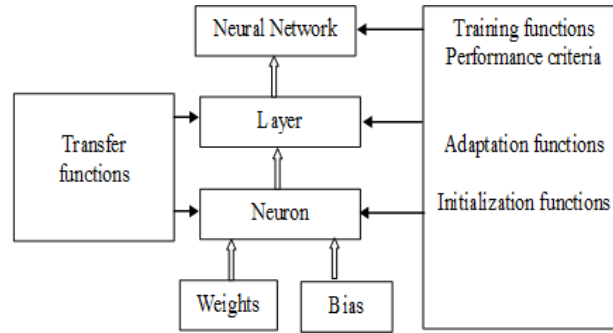 Neural Network
Training functions
Performance criteria
Transfer
functions
Layer
Adaptation functions
Neuron
Initialization functions
Weights
Bias